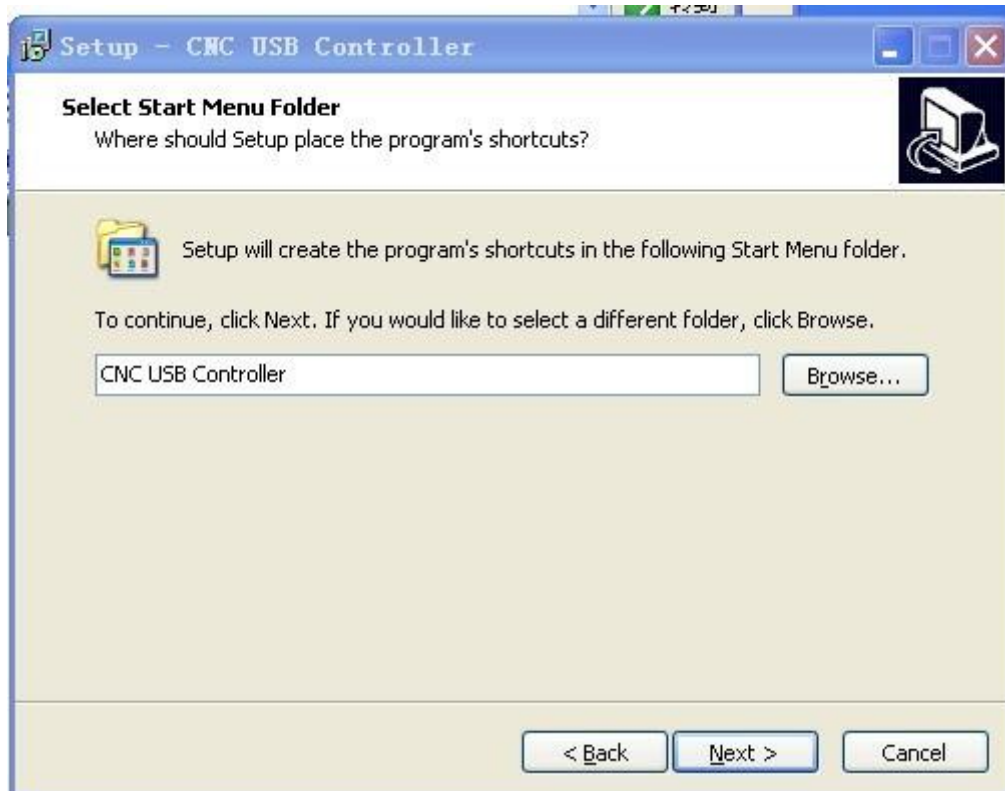 Setup - CNC USB Controller
Select Start Menu Folder
Where should Setup place the program's shortcuts?
Setup will create the program's shortcuts in the following Start Menu folder.
To continue, click Next. If you would like to select a different folder, click Browse.
CNC USB Controller
Browse...
< Back
Next >
Cancel